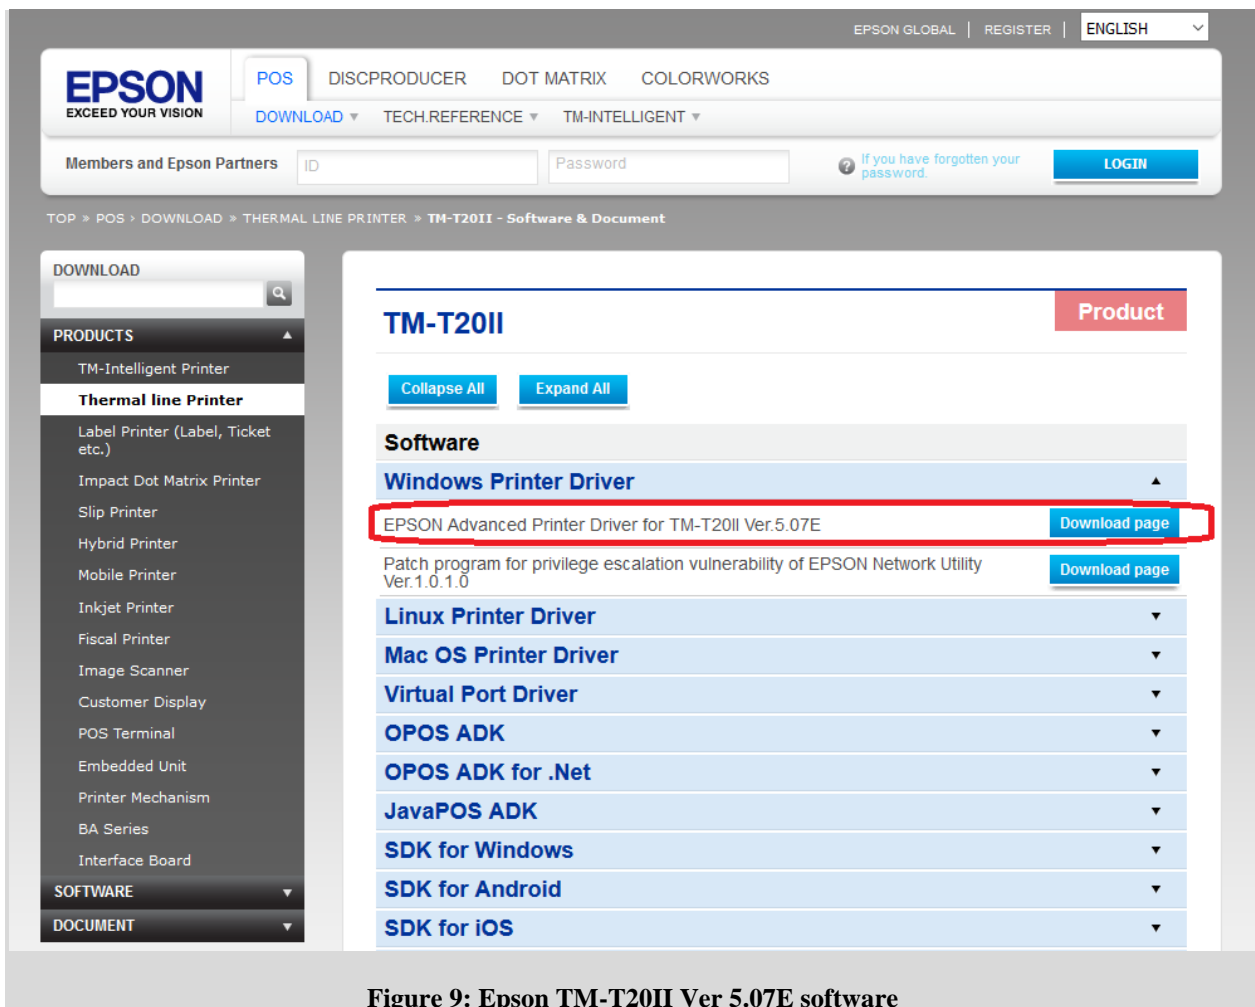 EPSON GLOBAL | REGISTER | ENGLISH
EPSON
EXCEED YOUR VISION
POS DISCPRODUCER DOT MATRIX COLORWORKS
DOWNLOAD ▼ TECH.REFERENCE ▼ TM-INTELLIGENT ▼
Members and Epson Partners ID Password ? If you have forgotten your
password. LOGIN
TOP » POS › DOWNLOAD » THERMAL LINE PRINTER » TM-T20II - Software & Document
DOWNLOAD
PRODUCTS ▲
TM-Intelligent Printer
Thermal line Printer
Label Printer (Label, Ticket
etc.)
Impact Dot Matrix Printer
Slip Printer
Hybrid Printer
Mobile Printer
Inkjet Printer
Fiscal Printer
Image Scanner
Customer Display
POS Terminal
Embedded Unit
Printer Mechanism
BA Series
Interface Board
SOFTWARE ▼
DOCUMENT ▼
TM-T20II Product
Collapse All Expand All
Software
Windows Printer Driver ▲
EPSON Advanced Printer Driver for TM-T20II Ver.5.07E Download page
Patch program for privilege escalation vulnerability of EPSON Network Utility
Ver.1.0.1.0 Download page
Linux Printer Driver ▼
Mac OS Printer Driver ▼
Virtual Port Driver ▼
OPOS ADK ▼
OPOS ADK for .Net ▼
JavaPOS ADK ▼
SDK for Windows ▼
SDK for Android ▼
SDK for iOS ▼
Figure 9: Epson TM-T20II Ver 5.07E software